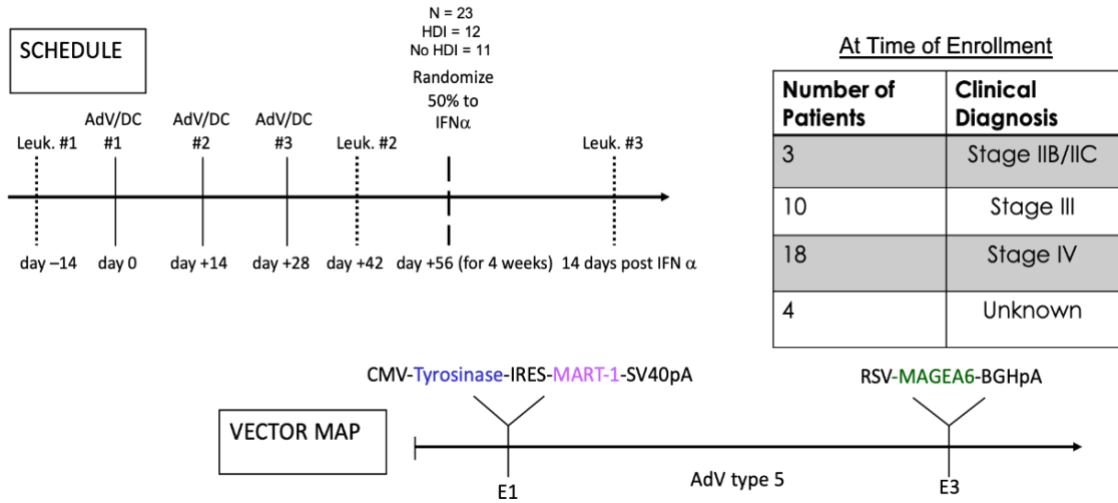 SCHEDULE
N = 23
HDI = 12
No HDI = 11
Randomize
50% to
IFNα
AdV/DC AdV/DC AdV/DC
Leuk. #1 #1 #2 #3 Leuk. #2 Leuk. #3
day –14 day 0 day +14 day +28 day +42 day +56 (for 4 weeks) 14 days post IFN α
At Time of Enrollment
Number of Patients Clinical Diagnosis
3 Stage IIB/IIC
10 Stage III
18 Stage IV
4 Unknown
CMV-Tyrosinase-IRES-MART-1-SV40pA RSV-MAGEA6-BGHpA
VECTOR MAP
E1 AdV type 5 E3